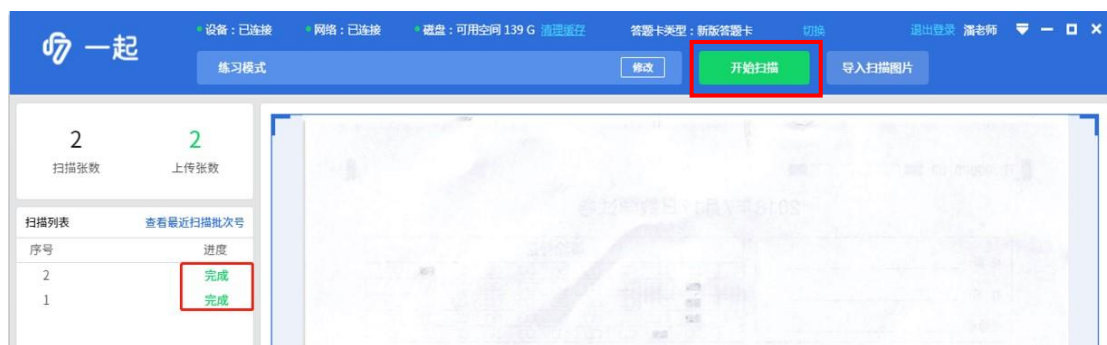 一起
设备：已连接 网络：已连接 磁盘：可用空间 139 G 清理缓存 答题卡类型：新版答题卡 切换 退出登录 潘老师
练习模式 修改 开始扫描 导入扫描图片
2 2
扫描张数 上传张数
扫描列表 查看最近扫描批次号
序号 进度
2 完成
1 完成